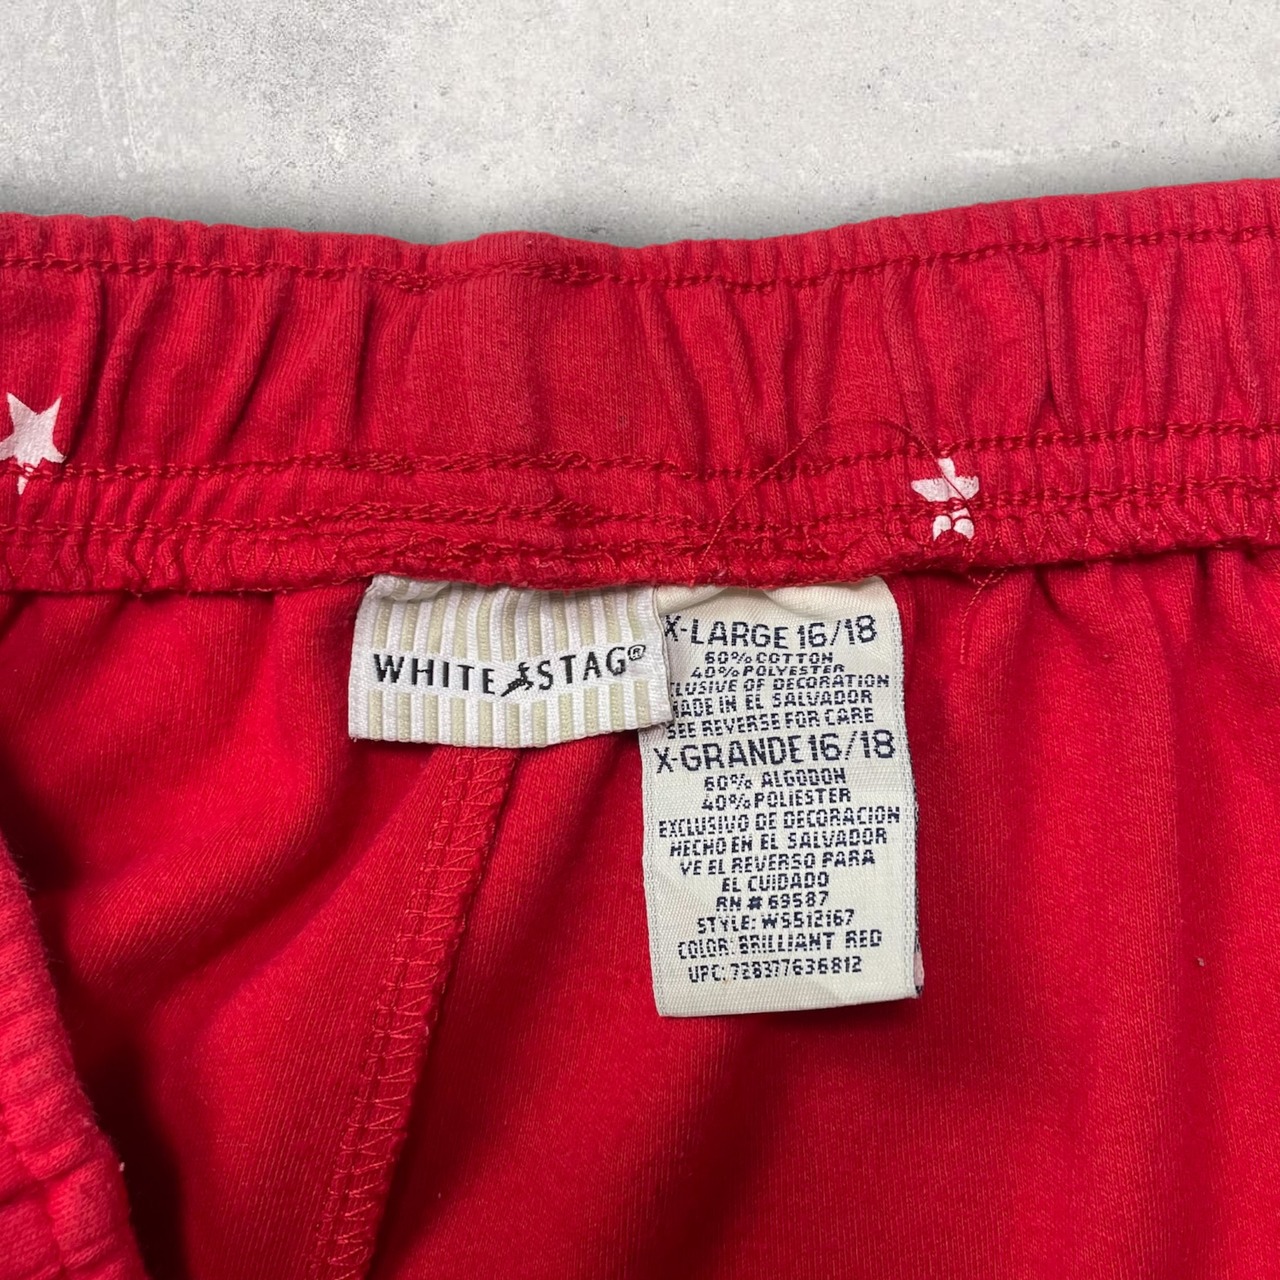 WHITE STAG®
X-LARGE 16/18
60% COTTON
40% POLYESTER
CLUSIVE OF DECORATION
MADE IN EL SALVADOR
SEE REVERSE FOR CARE
X-GRANDE 16/18
60% ALGODON
40% POLIESTER
EXCLUSIVO DE DECORACION
HECHO EN EL SALVADOR
VE EL REVERSO PARA
EL CUIDADO
RN # 69587
STYLE: WS512167
COLOR: BRILLIANT RED
UPC: 728377636812